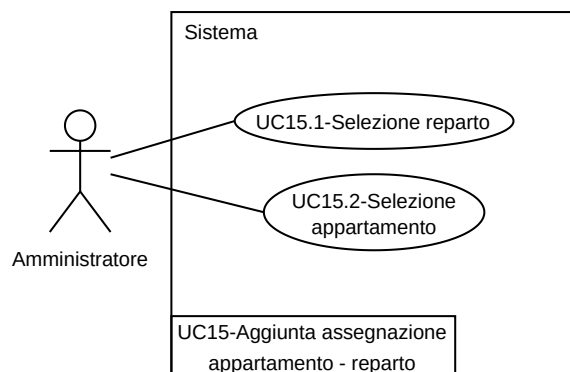 Sistema
UC15.1-Selezione reparto
UC15.2-Selezione
appartamento
Amministratore
UC15-Aggiunta assegnazione
appartamento - reparto